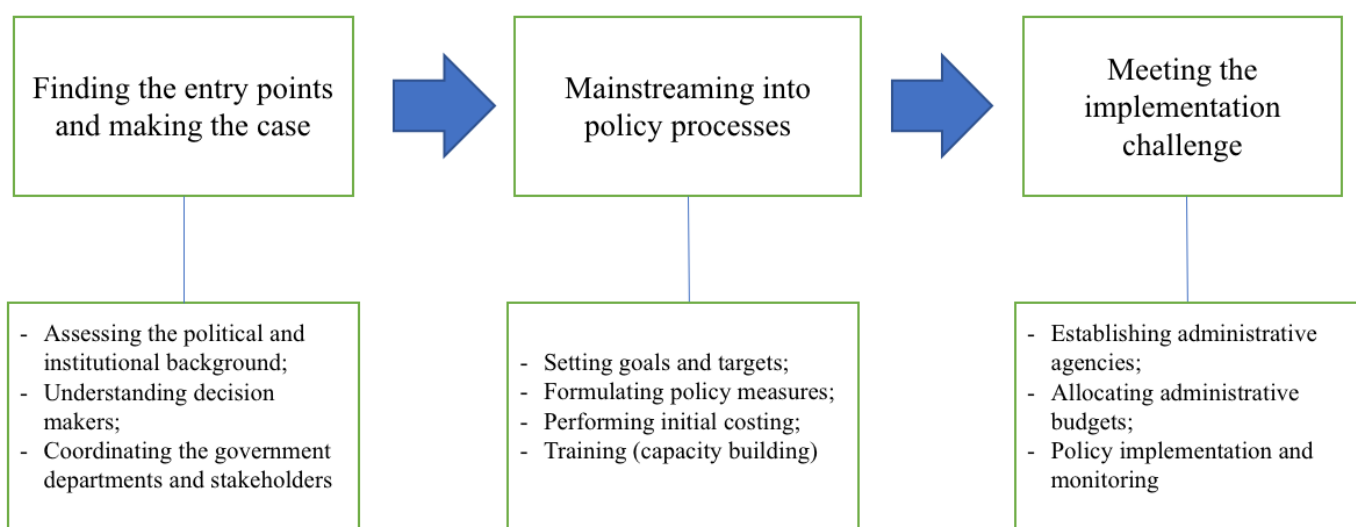 Finding the entry points
and making the case
Mainstreaming into
policy processes
Meeting the
implementation
challenge
- Assessing the political and
institutional background;
- Understanding decision
makers;
- Coordinating the government
departments and stakeholders
- Setting goals and targets;
- Formulating policy measures;
- Performing initial costing;
- Training (capacity building)
- Establishing administrative
agencies;
- Allocating administrative
budgets;
- Policy implementation and
monitoring